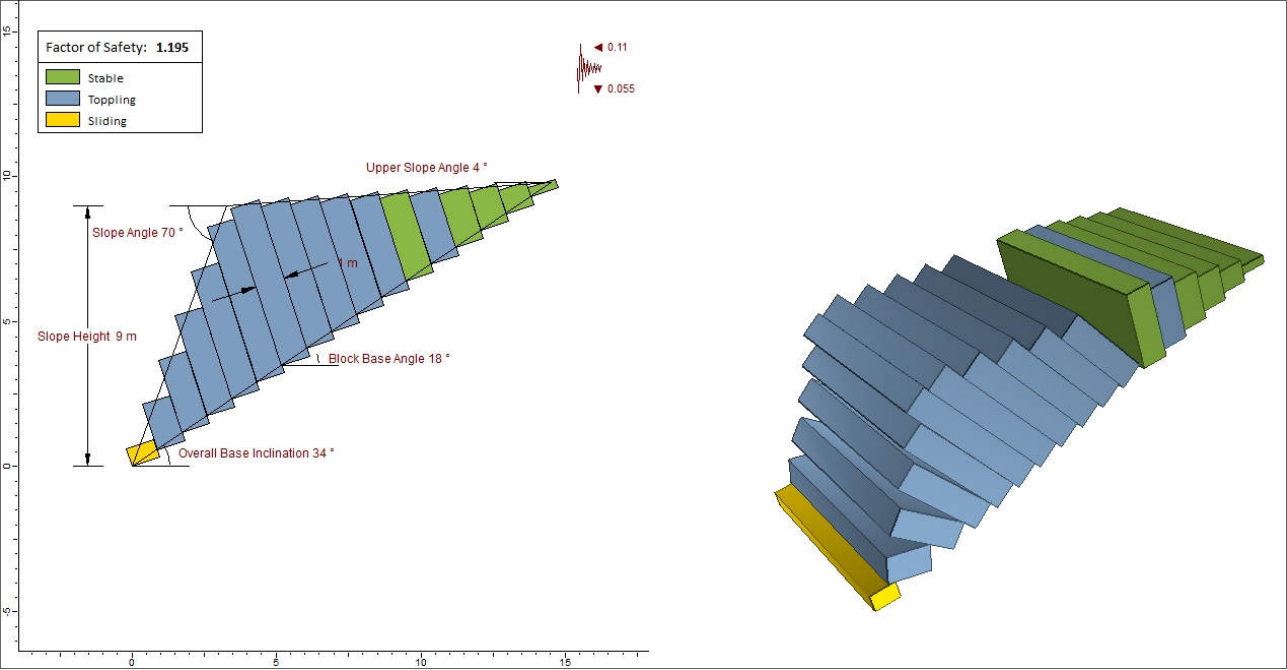 Factor of Safety: 1.195
Stable
Toppling
Sliding
◄ 0.11
▼ 0.055
Upper Slope Angle 4 °
Slope Angle 70 °
1 m
Slope Height 9 m
Block Base Angle 18 °
Overall Base Inclination 34 °
15
10
5
0
-5
0
5
10
15